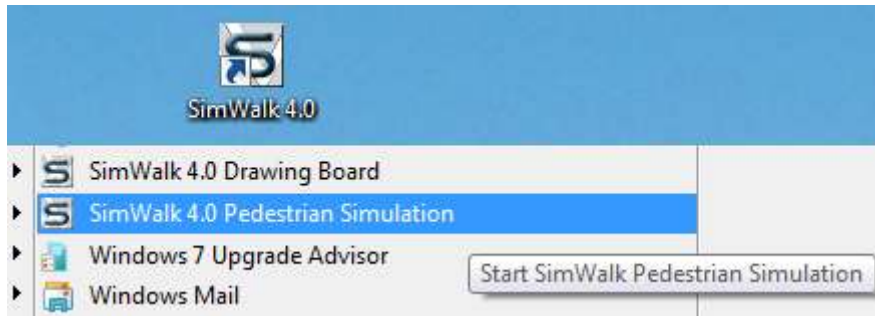 SimWalk 4.0
SimWalk 4.0 Drawing Board
SimWalk 4.0 Pedestrian Simulation
Windows 7 Upgrade Advisor
Start SimWalk Pedestrian Simulation
Windows Mail